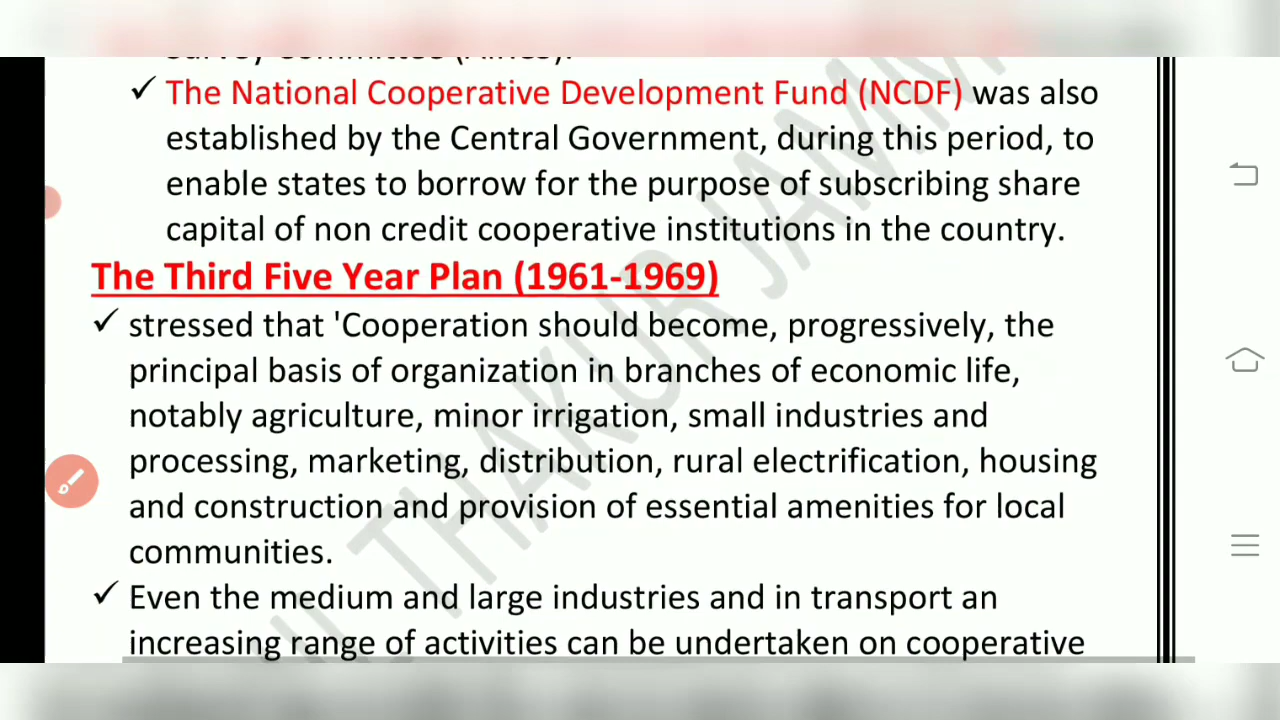 ✓ The National Cooperative Development Fund (NCDF) was also
established by the Central Government, during this period, to
enable states to borrow for the purpose of subscribing share
capital of non credit cooperative institutions in the country.
The Third Five Year Plan (1961-1969)
✓ stressed that 'Cooperation should become, progressively, the
principal basis of organization in branches of economic life,
notably agriculture, minor irrigation, small industries and
processing, marketing, distribution, rural electrification, housing
and construction and provision of essential amenities for local
communities.
✓ Even the medium and large industries and in transport an
increasing range of activities can be undertaken on cooperative
THAKUR JAMM